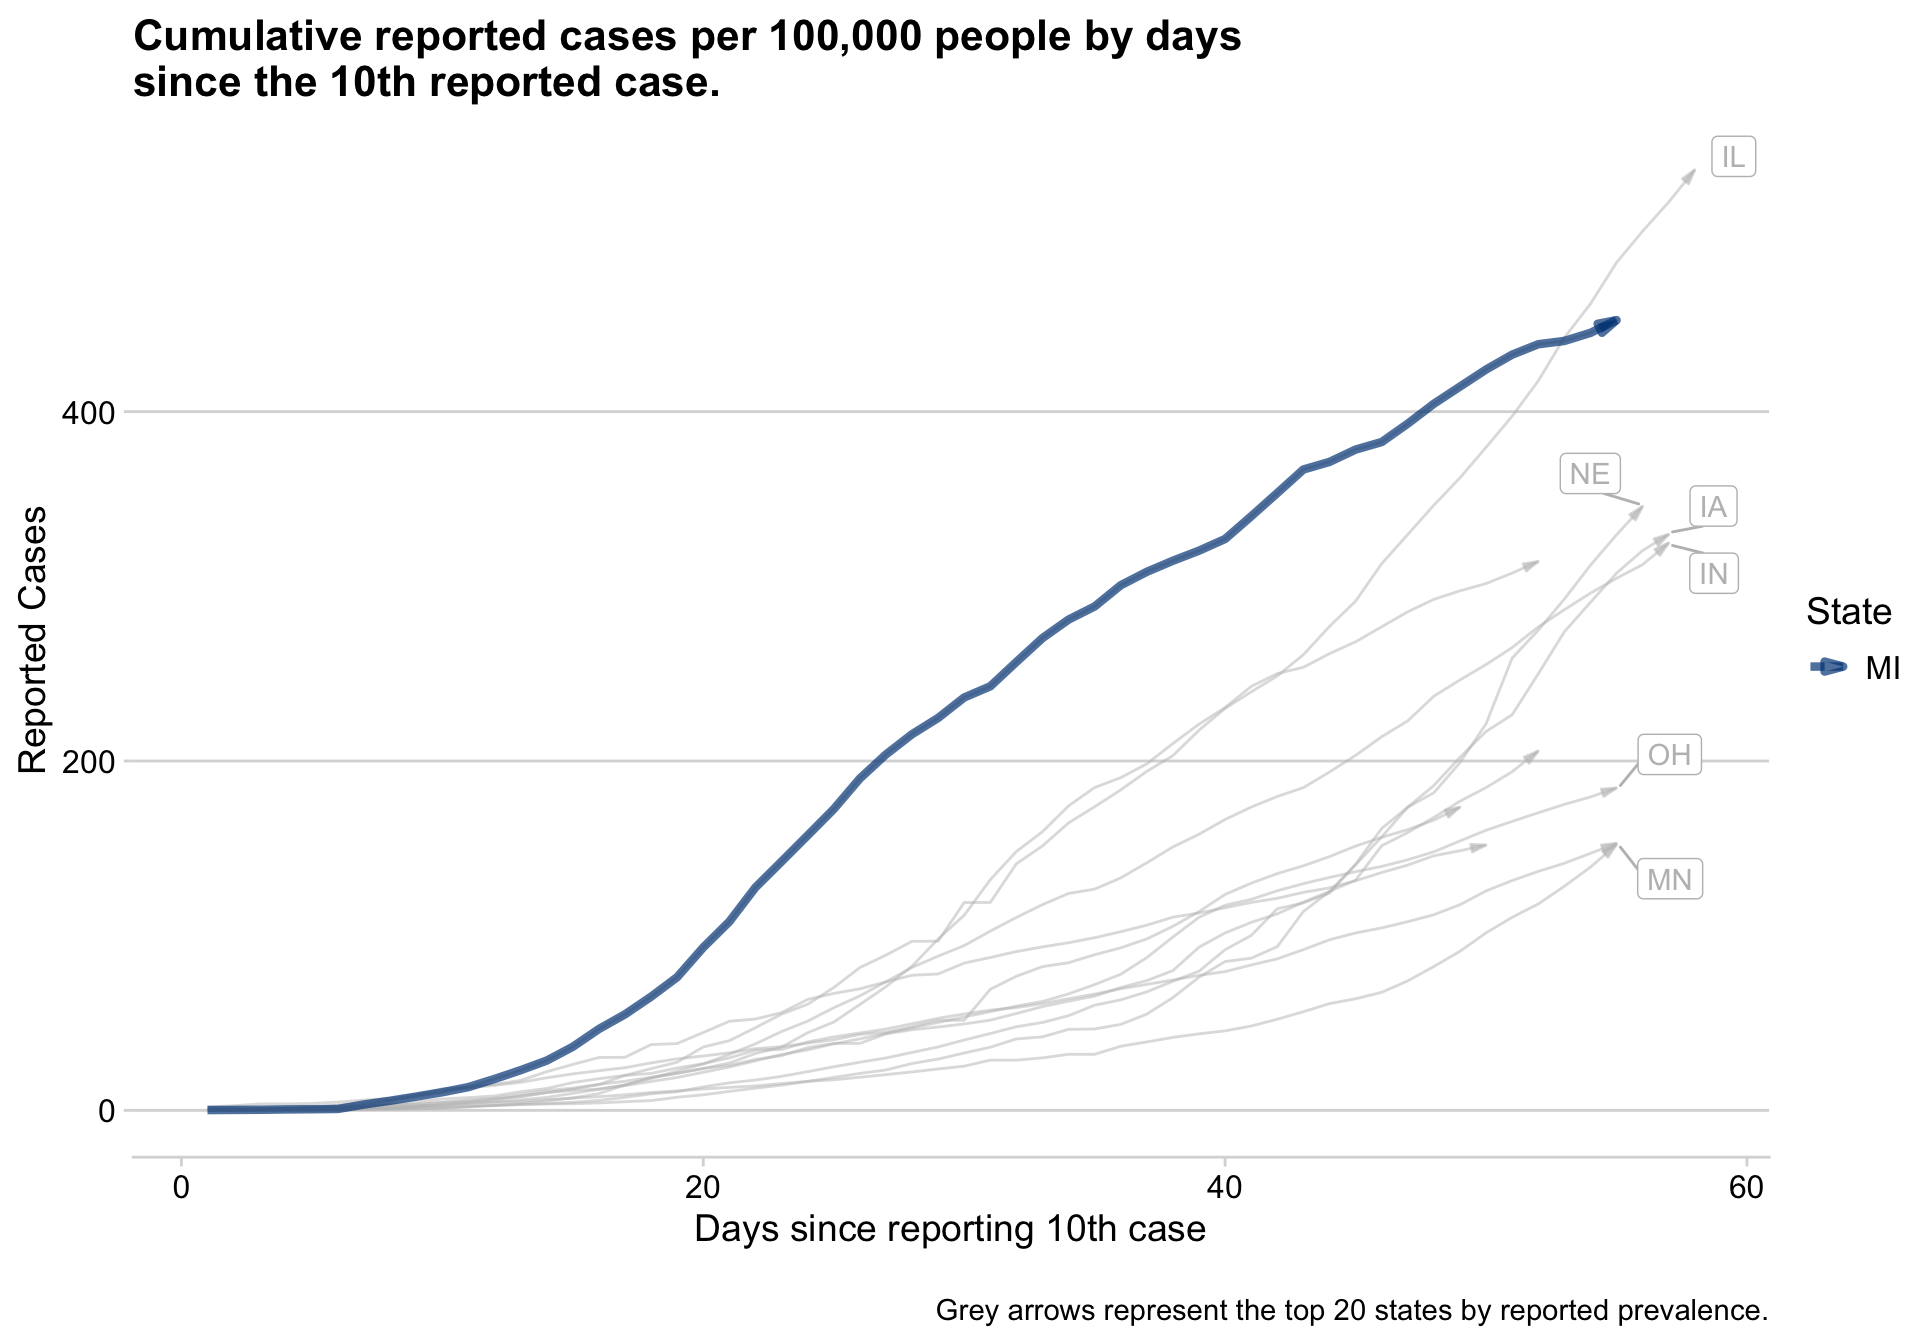 Cumulative reported cases per 100,000 people by days
since the 10th reported case.
IL
400
NE
IA
IN
Reported Cases
State
MI
200
OH
MN
0
0 20 40 60
Days since reporting 10th case
Grey arrows represent the top 20 states by reported prevalence.